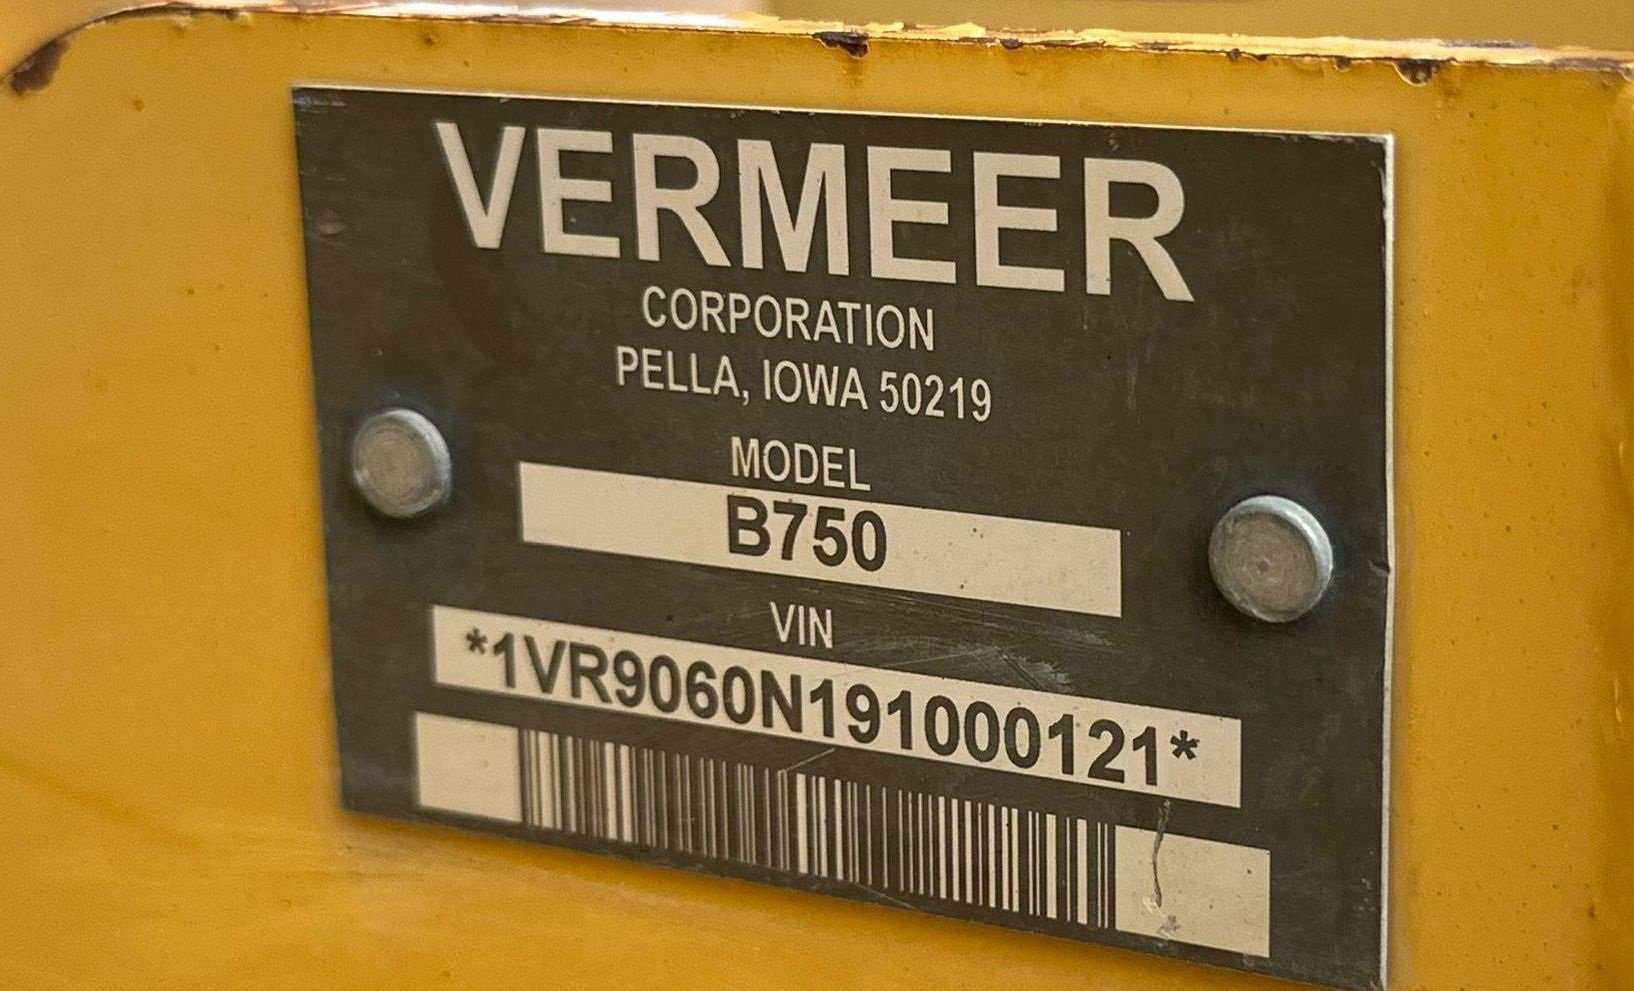 VERMEER
CORPORATION
PELLA, IOWA 50219
MODEL
B750
VIN
*1VR9060N191000121*